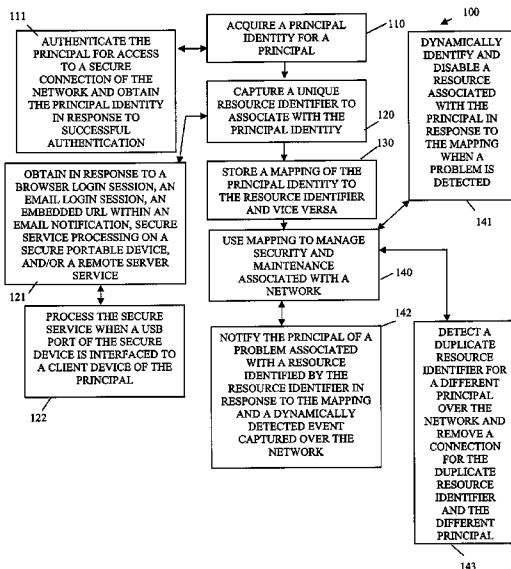 100
111
AUTHENTICATE THE
PRINCIPAL FOR ACCESS
TO A SECURE
CONNECTION OF THE
NETWORK AND OBTAIN
THE PRINCIPAL IDENTITY
IN RESPONSE TO
SUCCESSFUL
AUTHENTICATION
ACQUIRE A PRINCIPAL
IDENTITY FOR A
PRINCIPAL
110
CAPTURE A UNIQUE
RESOURCE IDENTIFIER TO
ASSOCIATE WITH THE
PRINCIPAL IDENTITY
120
130
STORE A MAPPING OF THE
PRINCIPAL IDENTITY TO
THE RESOURCE IDENTIFIER
AND VICE VERSA
DYNAMICALLY
IDENTIFY AND
DISABLE A
RESOURCE
ASSOCIATED
WITH THE
PRINCIPAL IN
RESPONSE TO
THE MAPPING
WHEN A
PROBLEM IS
DETECTED
141
OBTAIN IN RESPONSE TO A
BROWSER LOGIN SESSION, AN
EMAIL LOGIN SESSION, AN
EMBEDDED URL WITHIN AN
EMAIL NOTIFICATION, SECURE
SERVICE PROCESSING ON A
SECURE PORTABLE DEVICE,
AND/OR A REMOTE SERVER
SERVICE
121
USE MAPPING TO MANAGE
SECURITY AND
MAINTENANCE
ASSOCIATED WITH A
NETWORK
140
PROCESS THE SECURE
SERVICE WHEN A USB
PORT OF THE SECURE
DEVICE IS INTERFACED TO
A CLIENT DEVICE OF THE
PRINCIPAL
122
142
NOTIFY THE PRINCIPAL OF A
PROBLEM ASSOCIATED
WITH A RESOURCE
IDENTIFIED BY THE
RESOURCE IDENTIFIER IN
RESPONSE TO THE MAPPING
AND A DYNAMICALLY
DETECTED EVENT
CAPTURED OVER THE
NETWORK
DETECT A
DUPLICATE
RESOURCE
IDENTIFIER FOR
A DIFFERENT
PRINCIPAL
OVER THE
NETWORK AND
REMOVE A
CONNECTION
FOR THE
DUPLICATE
RESOURCE
IDENTIFIER
AND THE
DIFFERENT
PRINCIPAL
143